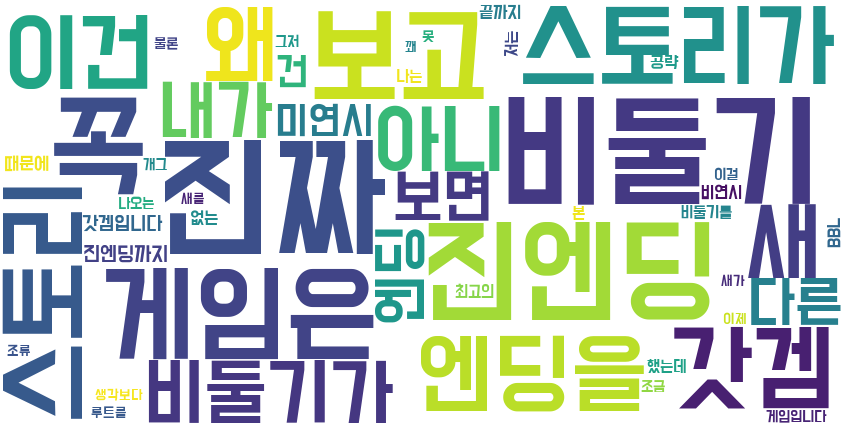 이건
물론
왜
그저
건
보고
꽤
못
나는
끝까지
저는
스토리가
공략
내가
미연시
아니
꼭
때문에
개그
진짜
비둘기
이걸
비연시
나오는
새를
없는
보면
본
비둘기를
갓겜입니다
진엔딩까지
엔딩
진엔딩
새
BBL
스토리
게임은
최고의
새가
다른
이제
조류
비둘기가
엔딩을
했는데
갓겜
생각보다
루트를
조금
게임입니다